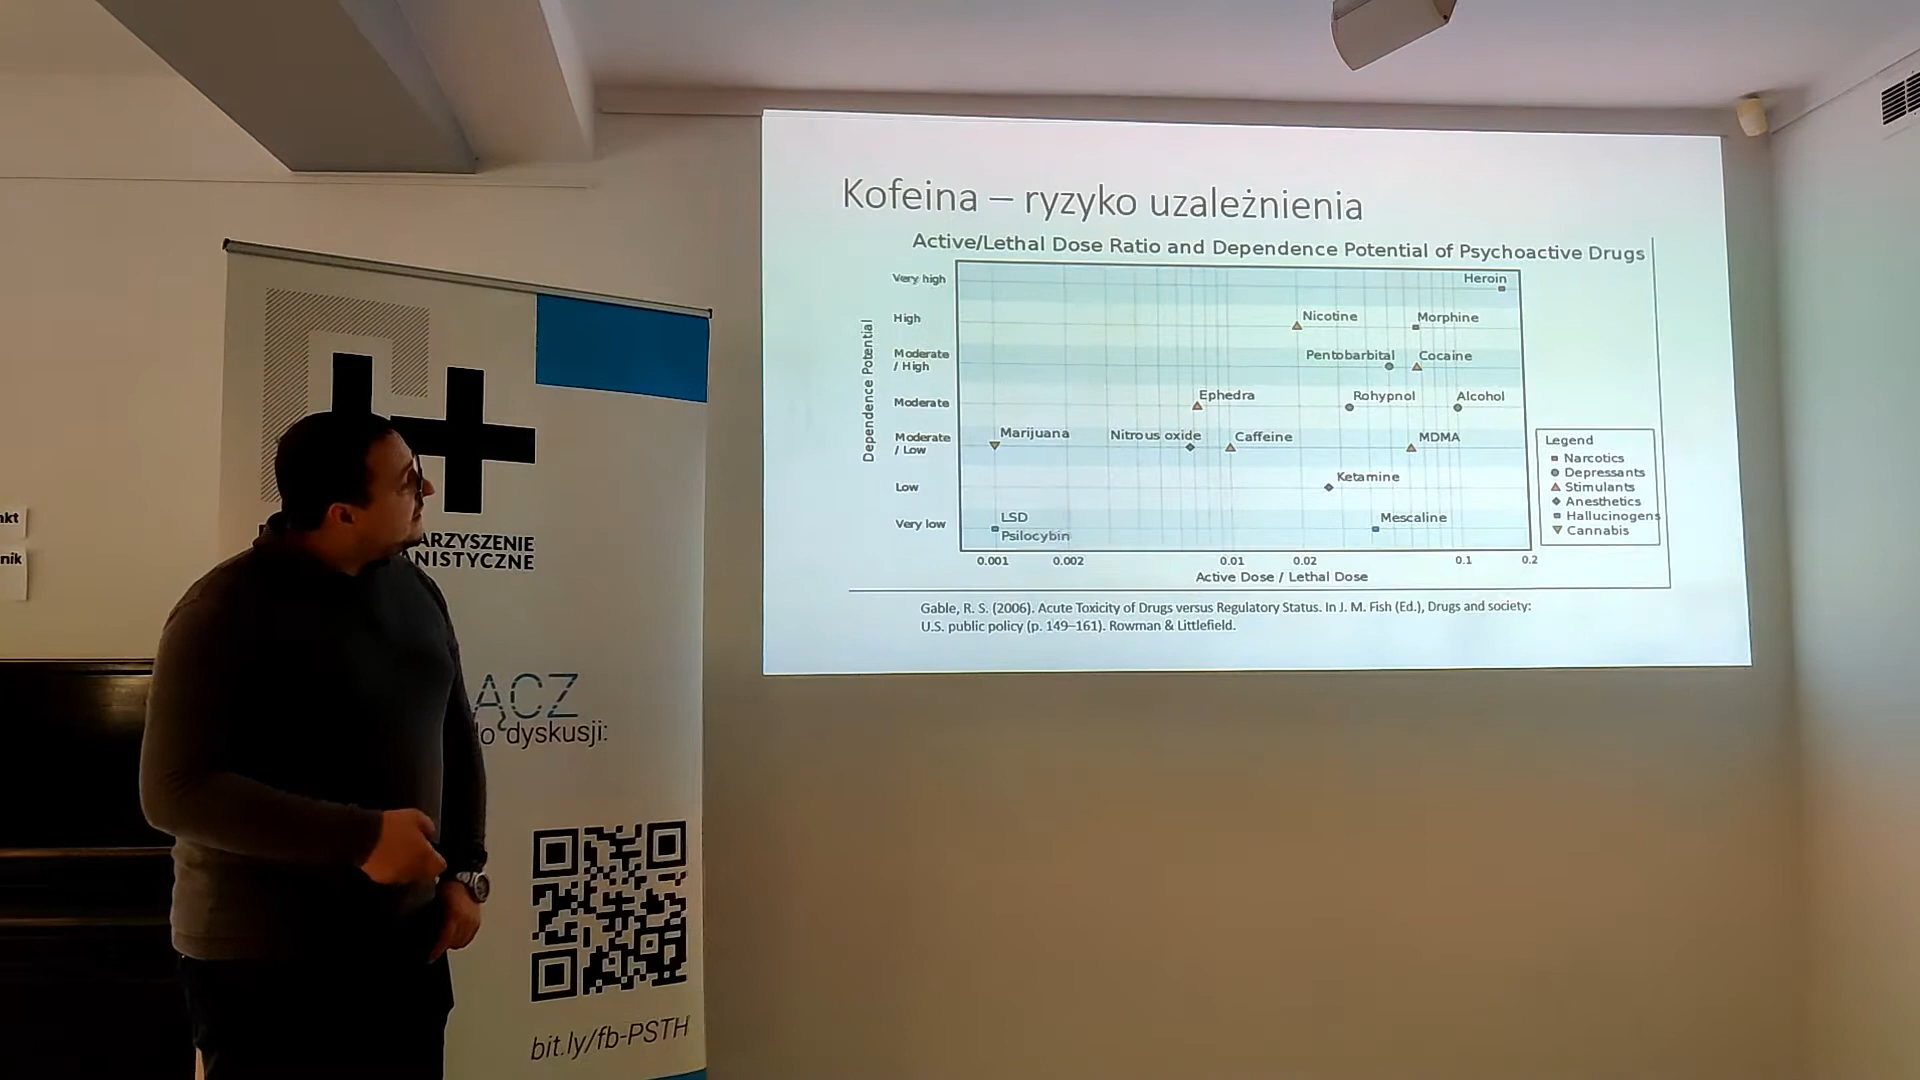 Kofeina – ryzyko uzależnienia
Active/Lethal Dose Ratio and Dependence Potential of Psychoactive Drugs
Dependence Potential
Very high
High
Moderate
/ High
Moderate
Moderate
/ Low
Low
Very low
Heroin
Nicotine
Morphine
Pentobarbital
Cocaine
Ephedra
Rohypnol
Alcohol
Marijuana
Nitrous oxide
Caffeine
MDMA
Ketamine
LSD
Psilocybin
Mescaline
0.001
0.002
0.01
0.02
0.1
0.2
Active Dose / Lethal Dose
Legend
Narcotics
Depressants
Stimulants
Anesthetics
Hallucinogens
Cannabis
Gable, R. S. (2006). Acute Toxicity of Drugs versus Regulatory Status. In J. M. Fish (Ed.), Drugs and society:
U.S. public policy (p. 149–161). Rowman & Littlefield.
H+
ARZYSZENIE
ANISTYCZNE
ĄCZ
do dyskusji:
bit.ly/fb-PSTH
nkt
nik